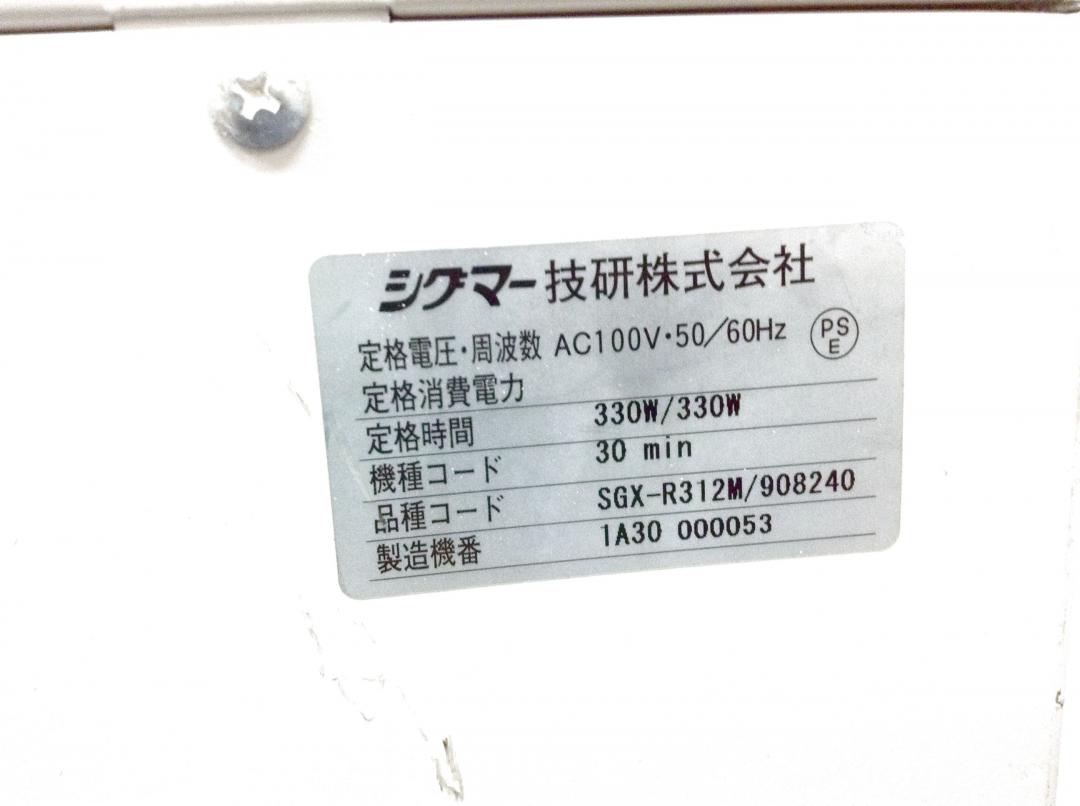 シグマー技研株式会社
定格電圧・周波数 AC100V・50/60Hz PSE
定格消費電力 330W/330W
定格時間 30 min
機種コード
品種コード SGX-R312M/908240
製造機番 1A30 000053